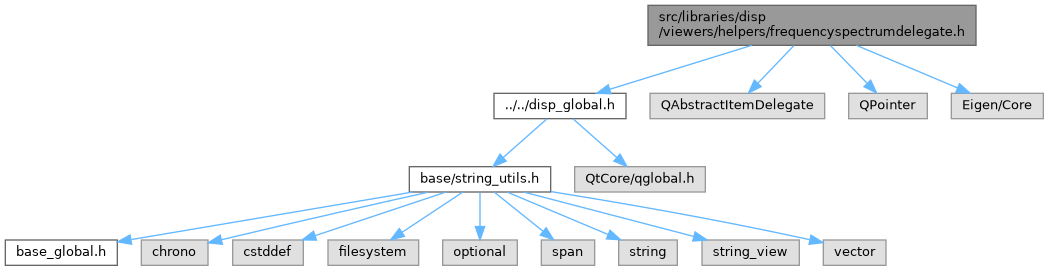 src/libraries/disp
/viewers/helpers/frequencyspectrumdelegate.h
../../disp_global.h
QAbstractItemDelegate
QPointer
Eigen/Core
base/string_utils.h
QtCore/qglobal.h
base_global.h
chrono
cstddef
filesystem
optional
span
string
string_view
vector